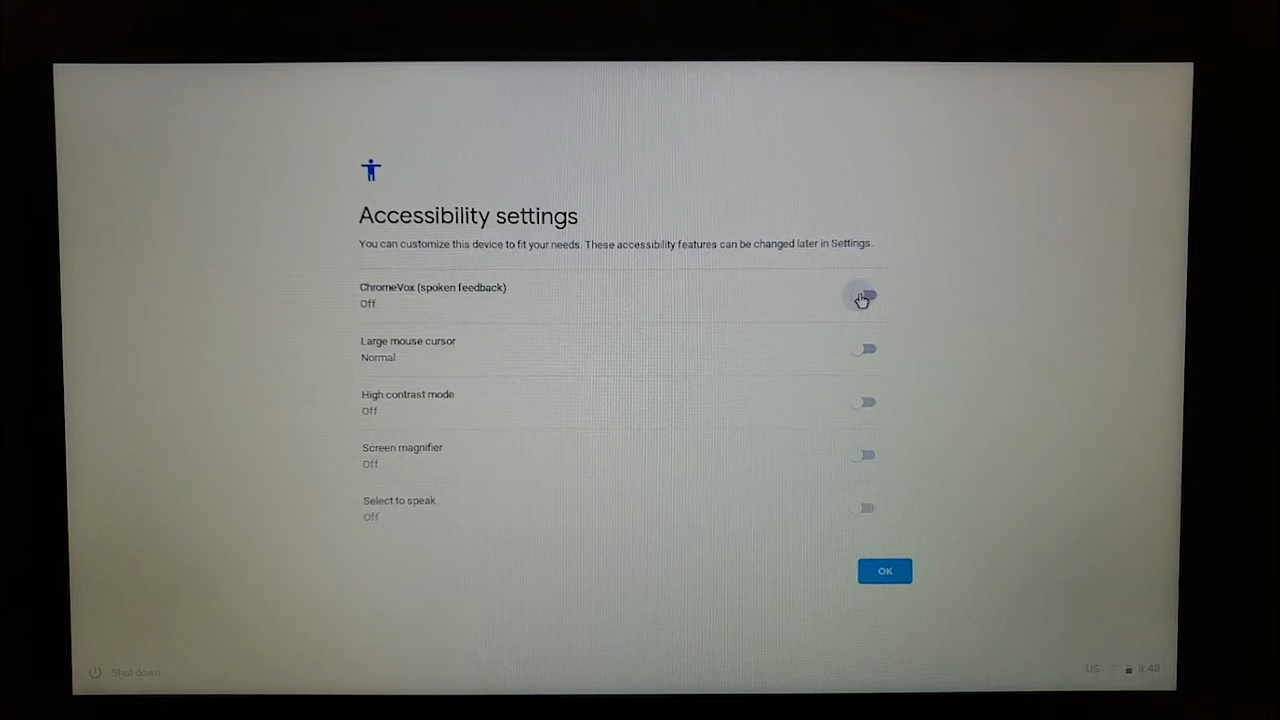 Accessibility settings
You can customize this device to fit your needs. These accessibility features can be changed later in Settings.
ChromeVox (spoken feedback)
Off
Large mouse cursor
Normal
High contrast mode
Off
Screen magnifier
Off
Select to speak
Off
OK
Shut down
US 8:48